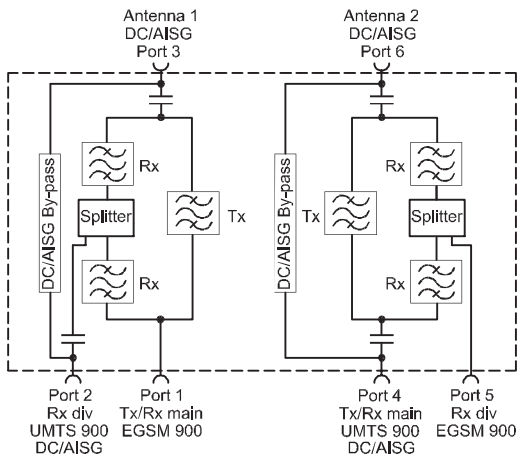 Antenna 1
DC/AISG
Port 3
Antenna 2
DC/AISG
Port 6
DC/AISG By-pass
Rx
Splitter
Rx
Tx
DC/AISG By-pass
Tx
Rx
Splitter
Rx
Port 2
Rx div
UMTS 900
DC/AISG
Port 1
Tx/Rx main
EGSM 900
Port 4
Tx/Rx main
UMTS 900
DC/AISG
Port 5
Rx div
EGSM 900